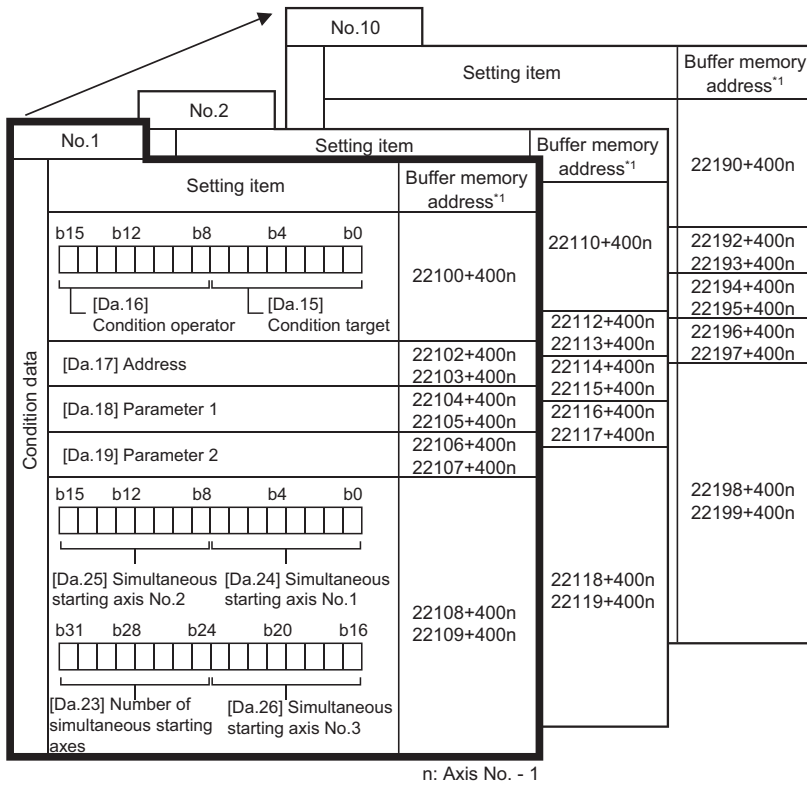 No.10
Setting item
Buffer memory
address*1
22190+400n
22192+400n
22193+400n
22194+400n
22195+400n
22196+400n
22197+400n
22198+400n
22199+400n
No.2
Setting item
Buffer memory
address*1
22110+400n
22112+400n
22113+400n
22114+400n
22115+400n
22116+400n
22117+400n
22118+400n
22119+400n
No.1
Setting item
Buffer memory
address*1
Condition data
b15 b12 b8 b4 b0
[Da.16]
Condition operator
[Da.15]
Condition target
22100+400n
[Da.17] Address
22102+400n
22103+400n
[Da.18] Parameter 1
22104+400n
22105+400n
[Da.19] Parameter 2
22106+400n
22107+400n
b15 b12 b8 b4 b0
[Da.25] Simultaneous
starting axis No.2
[Da.24] Simultaneous
starting axis No.1
b31 b28 b24 b20 b16
[Da.23] Number of
simultaneous starting
axes
[Da.26] Simultaneous
starting axis No.3
22108+400n
22109+400n
n: Axis No. - 1